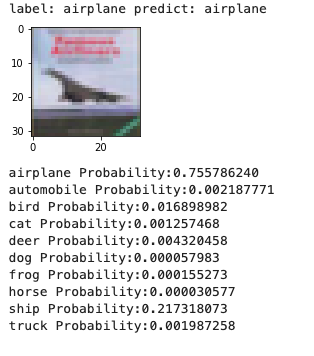 label: airplane predict: airplane
0
10
20
30
0
20
airplane Probability:0.755786240
automobile Probability:0.002187771
bird Probability:0.016898982
cat Probability:0.001257468
deer Probability:0.004320458
dog Probability:0.000057983
frog Probability:0.000155273
horse Probability:0.000030577
ship Probability:0.217318073
truck Probability:0.001987258